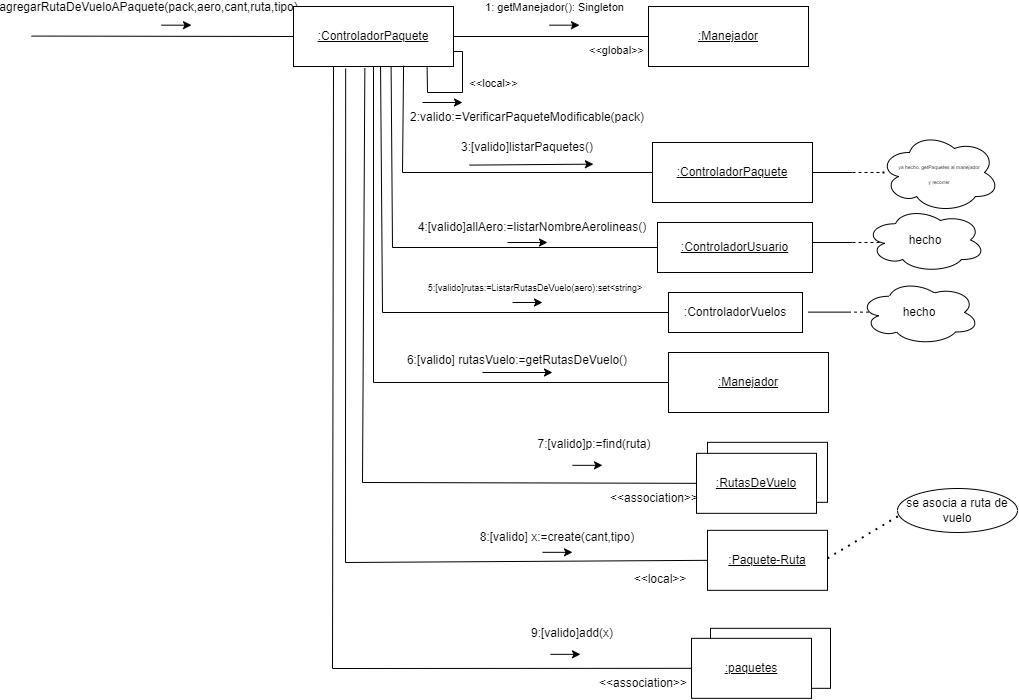 agregarRutaDeVueloAPaquete(pack,aero,cant,ruta,tipo)
1: getManejador(): Singleton
:ControladorPaquete
:Manejador
<<global>>
<<local>>
2:valido:=VerificarPaqueteModificable(pack)
3:[valido]listarPaquetes()
:ControladorPaquete
ya hecho, getPaquetes al manejador
y recorrer
4:[valido]allAero:=listarNombreAerolineas()
:ControladorUsuario
hecho
5:[valido]rutas:=ListarRutasDeVuelo(aero):set<string>
:ControladorVuelos
hecho
6:[valido] rutasVuelo:=getRutasDeVuelo()
:Manejador
7:[valido]p:=find(ruta)
:RutasDeVuelo
<<association>>
se asocia a ruta de
vuelo
8:[valido] x:=create(cant,tipo)
:Paquete-Ruta
<<local>>
9:[valido]add(x)
:paquetes
<<association>>